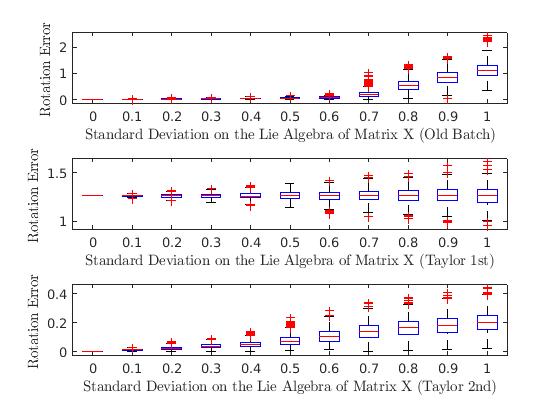 Rotation Error
2
1
0
0 0.1 0.2 0.3 0.4 0.5 0.6 0.7 0.8 0.9 1
Standard Deviation on the Lie Algebra of Matrix X (Old Batch)
Rotation Error
1.5
1
0 0.1 0.2 0.3 0.4 0.5 0.6 0.7 0.8 0.9 1
Standard Deviation on the Lie Algebra of Matrix X (Taylor 1st)
Rotation Error
0.4
0.2
0
0 0.1 0.2 0.3 0.4 0.5 0.6 0.7 0.8 0.9 1
Standard Deviation on the Lie Algebra of Matrix X (Taylor 2nd)